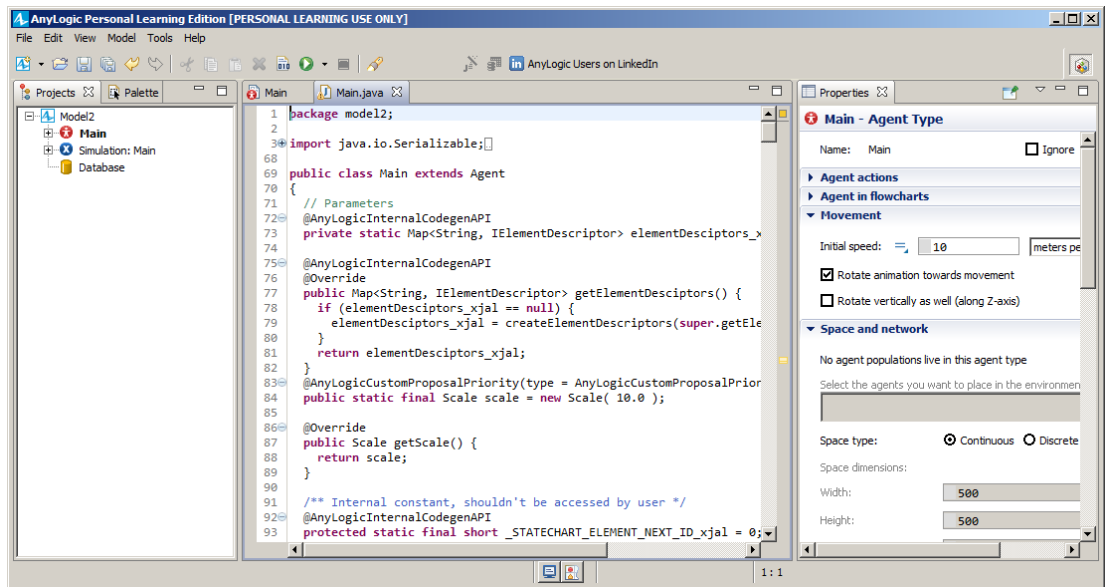 AnyLogic Personal Learning Edition [PERSONAL LEARNING USE ONLY]
File Edit View Model Tools Help
AnyLogic Users on LinkedIn
Projects Palette
Model2
Main
Simulation: Main
Database
Main Main.java
1 package model2;
2
3 import java.io.Serializable;
68
69 public class Main extends Agent
70 {
71 // Parameters
72 @AnyLogicInternalCodegenAPI
73 private static Map<String, IElementDescriptor> elementDesciptors_x
74
75 @AnyLogicInternalCodegenAPI
76 @Override
77 public Map<String, IElementDescriptor> getElementDesciptors() {
78 if (elementDesciptors_xjal == null) {
79 elementDesciptors_xjal = createElementDescriptors(super.getEle
80 }
81 return elementDesciptors_xjal;
82 }
83 @AnyLogicCustomProposalPriority(type = AnyLogicCustomProposalPrior
84 public static final Scale scale = new Scale( 10.0 );
85
86 @Override
87 public Scale getScale() {
88 return scale;
89 }
90
91 /** Internal constant, shouldn't be accessed by user */
92 @AnyLogicInternalCodegenAPI
93 protected static final short _STATECHART_ELEMENT_NEXT_ID_xjal = 0;
Properties
Main - Agent Type
Name: Main Ignore
Agent actions
Agent in flowcharts
Movement
Initial speed: 10 meters pe
Rotate animation towards movement
Rotate vertically as well (along Z-axis)
Space and network
No agent populations live in this agent type
Select the agents you want to place in the environmen
Space type: Continuous Discrete
Space dimensions:
Width: 500
Height: 500
1:1